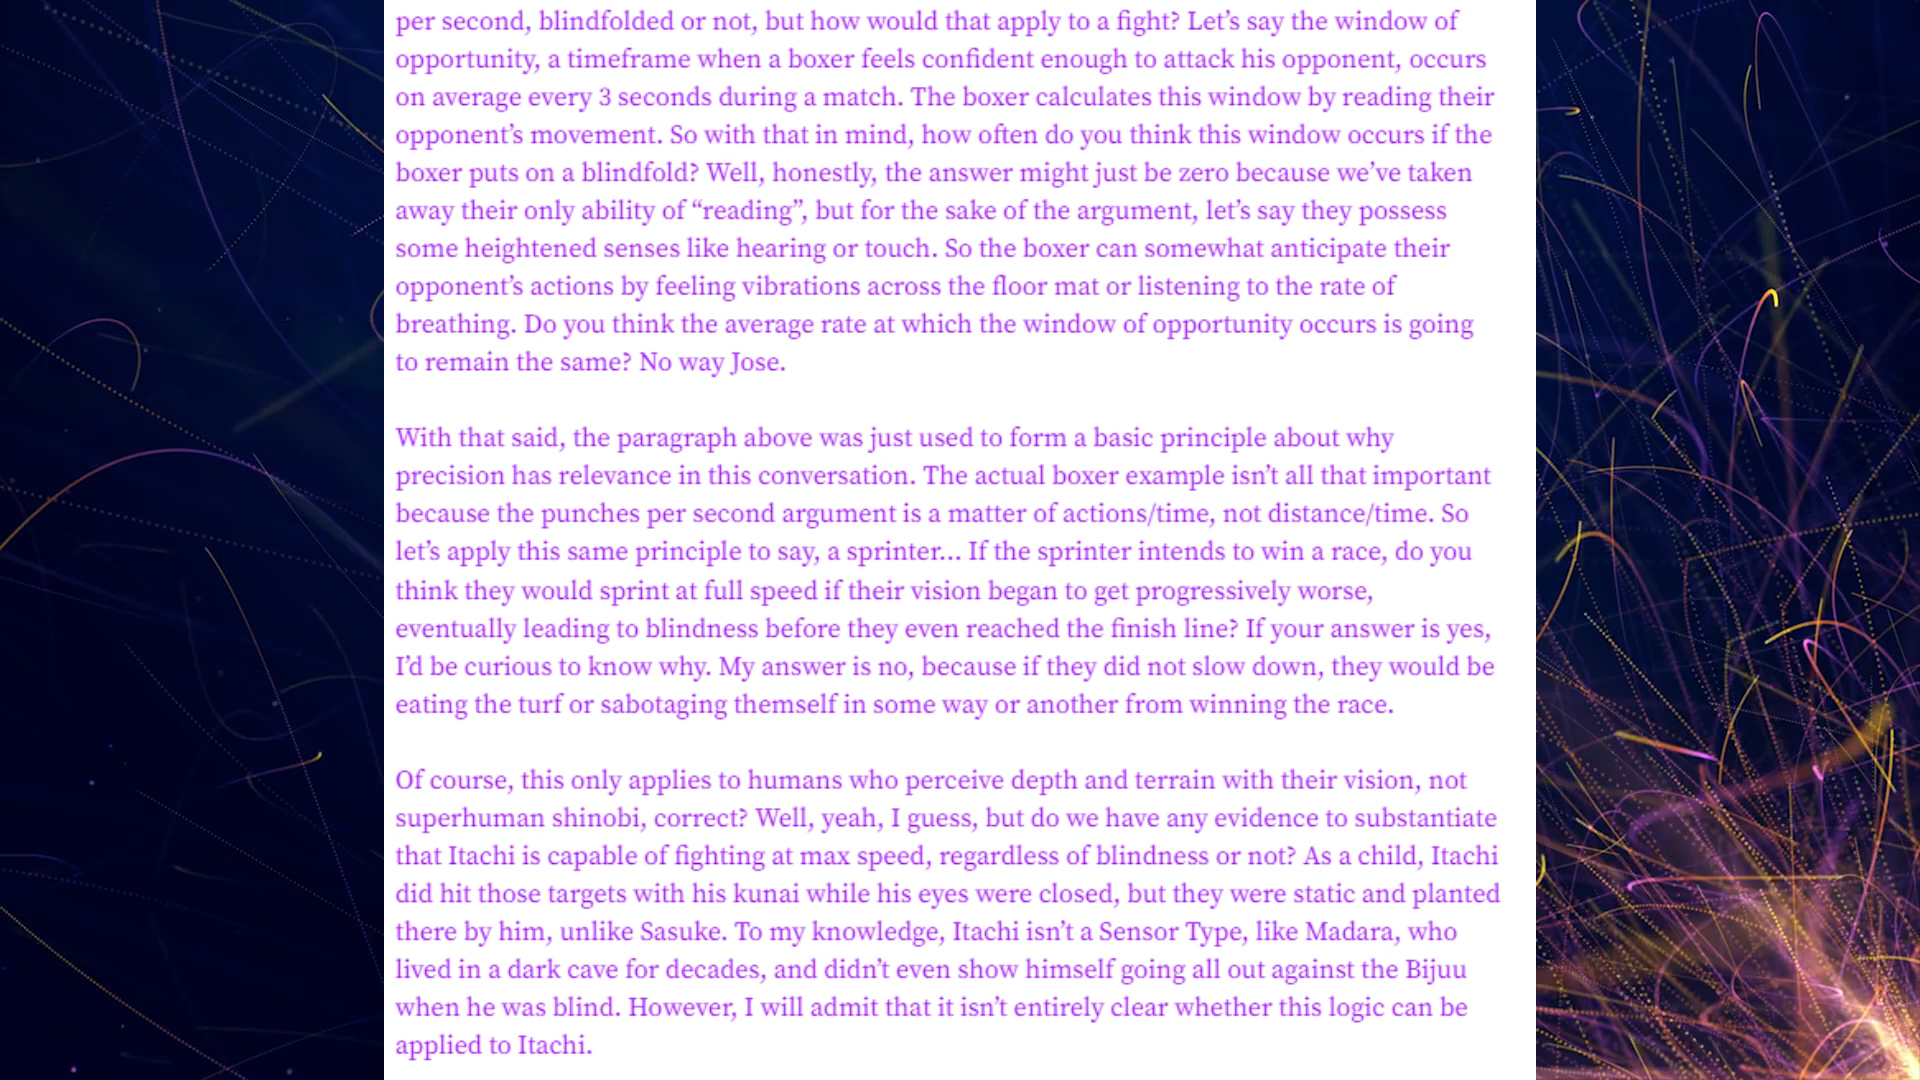 per second, blindfolded or not, but how would that apply to a fight? Let’s say the window of
opportunity, a timeframe when a boxer feels confident enough to attack his opponent, occurs
on average every 3 seconds during a match. The boxer calculates this window by reading their
opponent’s movement. So with that in mind, how often do you think this window occurs if the
boxer puts on a blindfold? Well, honestly, the answer might just be zero because we’ve taken
away their only ability of “reading”, but for the sake of the argument, let’s say they possess
some heightened senses like hearing or touch. So the boxer can somewhat anticipate their
opponent’s actions by feeling vibrations across the floor mat or listening to the rate of
breathing. Do you think the average rate at which the window of opportunity occurs is going
to remain the same? No way Jose.

With that said, the paragraph above was just used to form a basic principle about why
precision has relevance in this conversation. The actual boxer example isn’t all that important
because the punches per second argument is a matter of actions/time, not distance/time. So
let’s apply this same principle to say, a sprinter… If the sprinter intends to win a race, do you
think they would sprint at full speed if their vision began to get progressively worse,
eventually leading to blindness before they even reached the finish line? If your answer is yes,
I’d be curious to know why. My answer is no, because if they did not slow down, they would be
eating the turf or sabotaging themself in some way or another from winning the race.

Of course, this only applies to humans who perceive depth and terrain with their vision, not
superhuman shinobi, correct? Well, yeah, I guess, but do we have any evidence to substantiate
that Itachi is capable of fighting at max speed, regardless of blindness or not? As a child, Itachi
did hit those targets with his kunai while his eyes were closed, but they were static and planted
there by him, unlike Sasuke. To my knowledge, Itachi isn’t a Sensor Type, like Madara, who
lived in a dark cave for decades, and didn’t even show himself going all out against the Bijuu
when he was blind. However, I will admit that it isn’t entirely clear whether this logic can be
applied to Itachi.